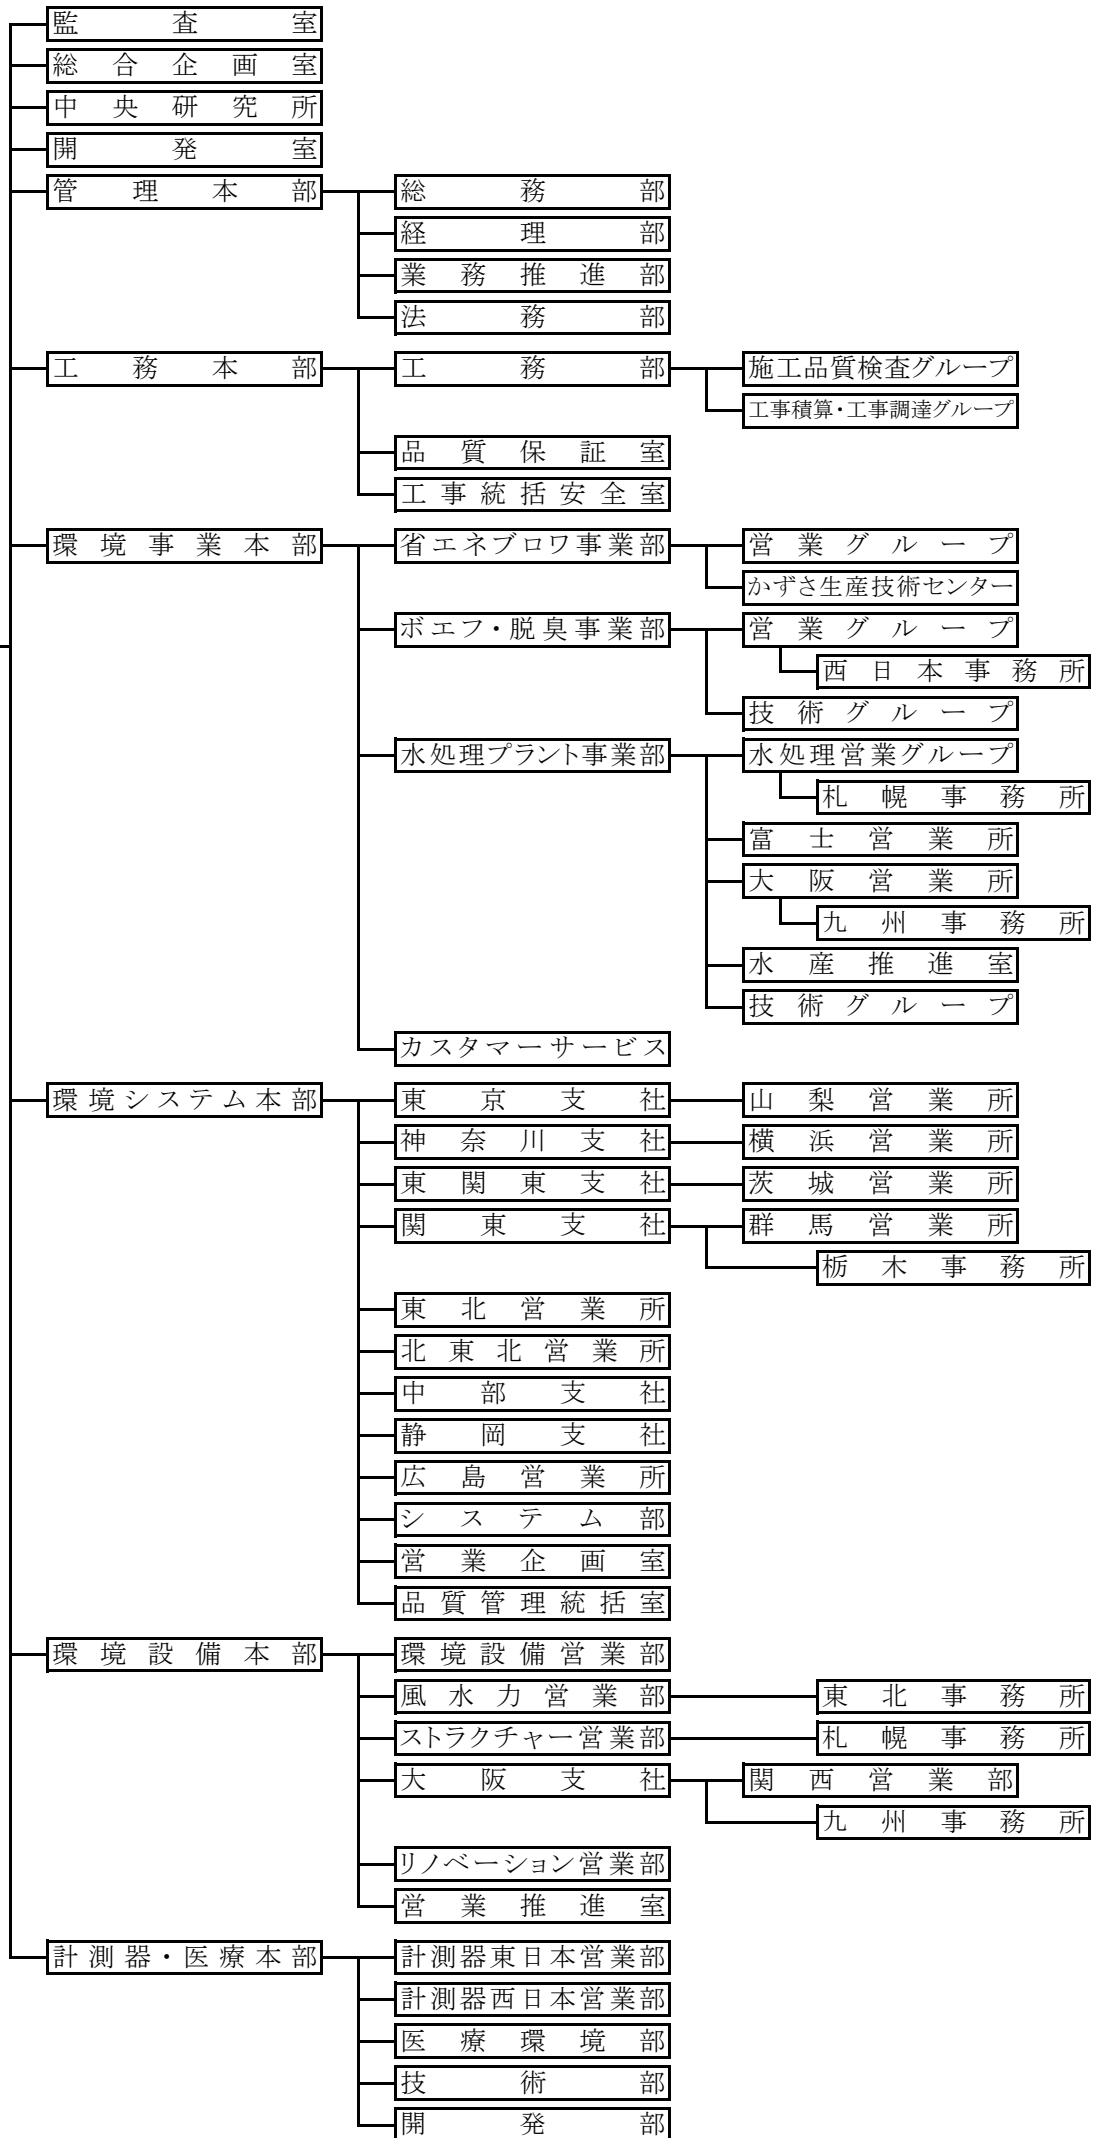 監査室
総合企画室
中央研究所
開発室
管理本部 総務部
経理部
業務推進部
法務部
工務本部 工務部 施工品質検査グループ
工事積算・工事調達グループ
品質保証室
工事統括安全室
環境事業本部 省エネブロワ事業部 営業グループ
かずさ生産技術センター
ボエフ・脱臭事業部 営業グループ
西日本事務所
技術グループ
水処理プラント事業部 水処理営業グループ
札幌事務所
富士営業所
大阪営業所
九州事務所
水産推進室
技術グループ
カスタマーサービス
環境システム本部 東京支社 山梨営業所
神奈川支社 横浜営業所
東関東支社 茨城営業所
関東支社 群馬営業所
栃木事務所
東北営業所
北東北営業所
中部支社
静岡支社
広島営業所
システム部
営業企画室
品質管理統括室
環境設備本部 環境設備営業部
風水力営業部 東北事務所
ストラクチャー営業部 札幌事務所
大阪支社 関西営業部
九州事務所
リノベーション営業部
営業推進室
計測器・医療本部 計測器東日本営業部
計測器西日本営業部
医療環境部
技術部
開発部